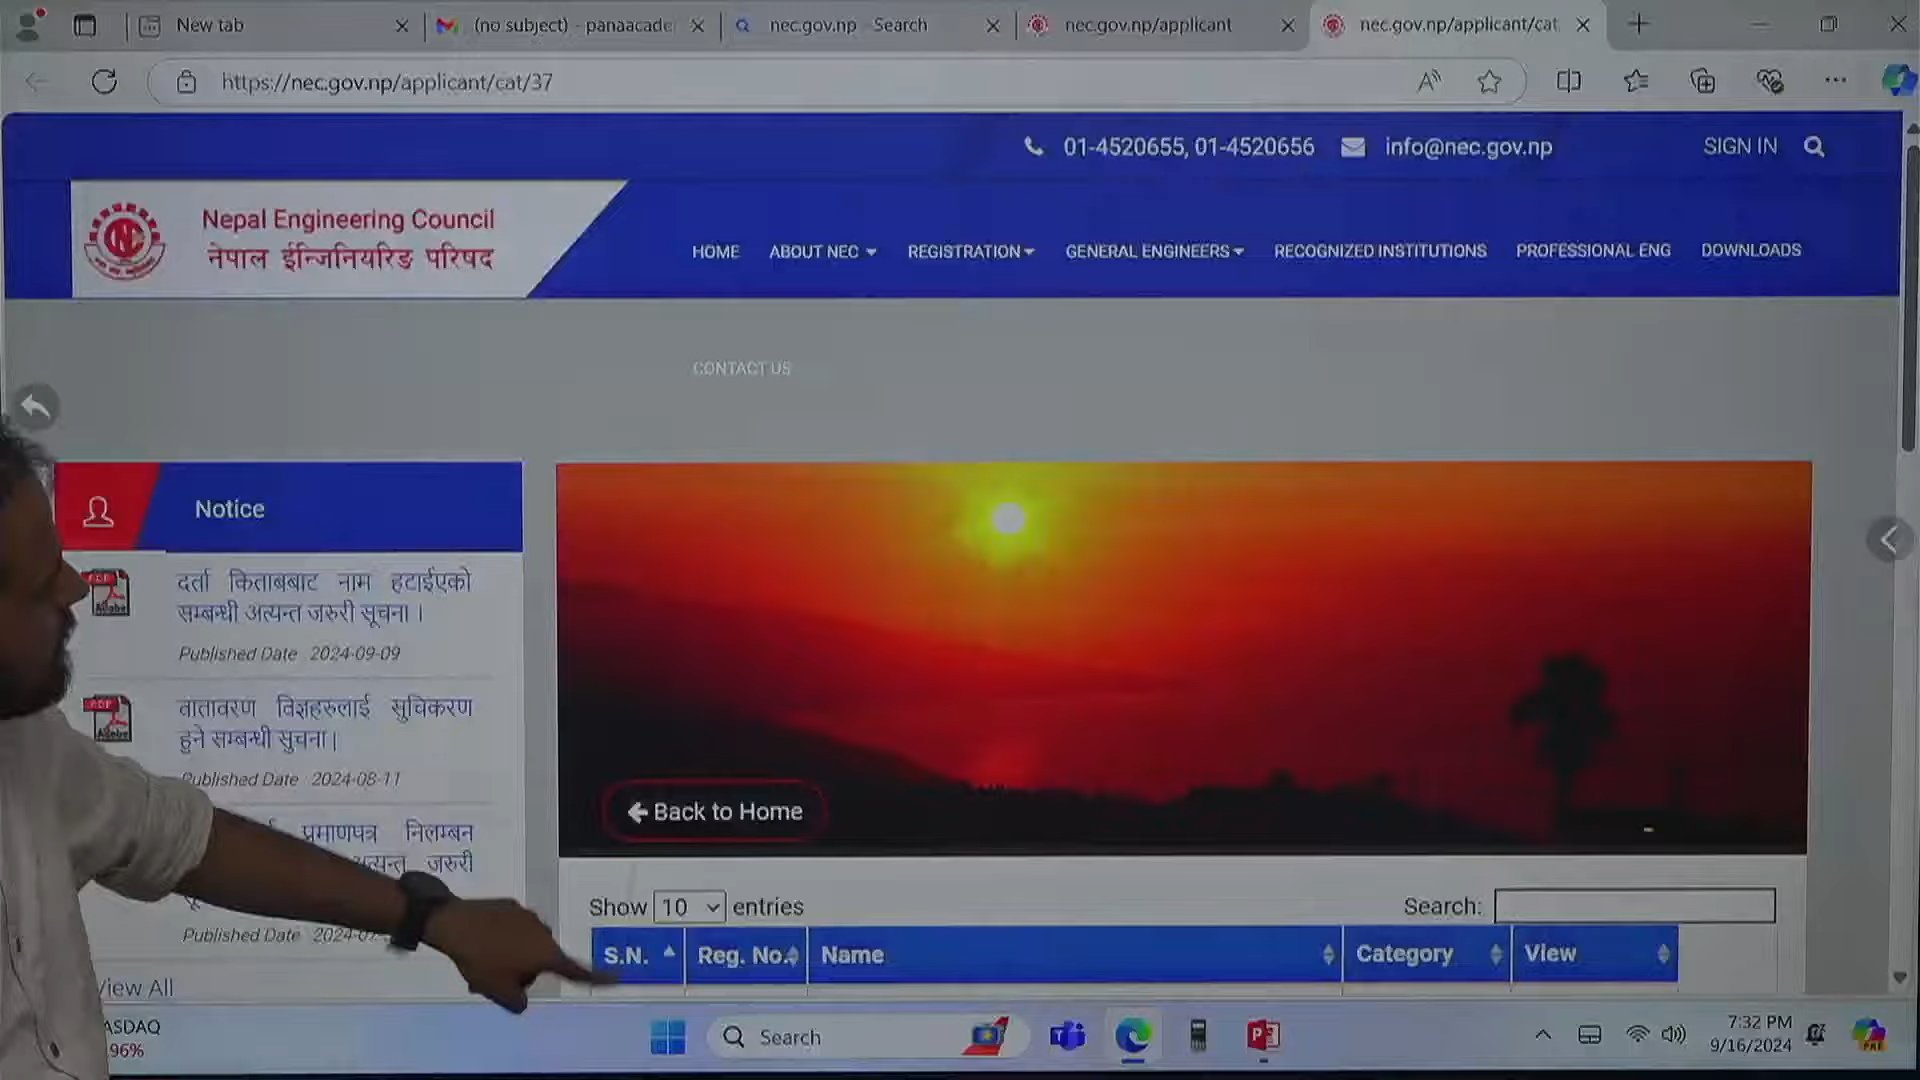 New tab
(no subject) - panaacade
nec.gov.np - Search
nec.gov.np/applicant
nec.gov.np/applicant/cat
https://nec.gov.np/applicant/cat/37
01-4520655, 01-4520656
info@nec.gov.np
SIGN IN
Nepal Engineering Council
नेपाल ईन्जिनियरिङ परिषद
HOME
ABOUT NEC
REGISTRATION
GENERAL ENGINEERS
RECOGNIZED INSTITUTIONS
PROFESSIONAL ENG
DOWNLOADS
CONTACT US
Notice
दर्ता किताबबाट नाम हटाईएको
सम्बन्धी अत्यन्त जरुरी सूचना ।
Published Date 2024-09-09
वातावरण विज्ञहरुलाई सुचिकरण
हुने सम्बन्धी सुचना।
Published Date 2024-08-11
प्रमाणपत्र निलम्बन
जरुरी
Published Date
View All
Back to Home
Show 10 entries
Search:
S.N.
Reg. No.
Name
Category
View
ASDAQ
96%
Search
7:32 PM
9/16/2024